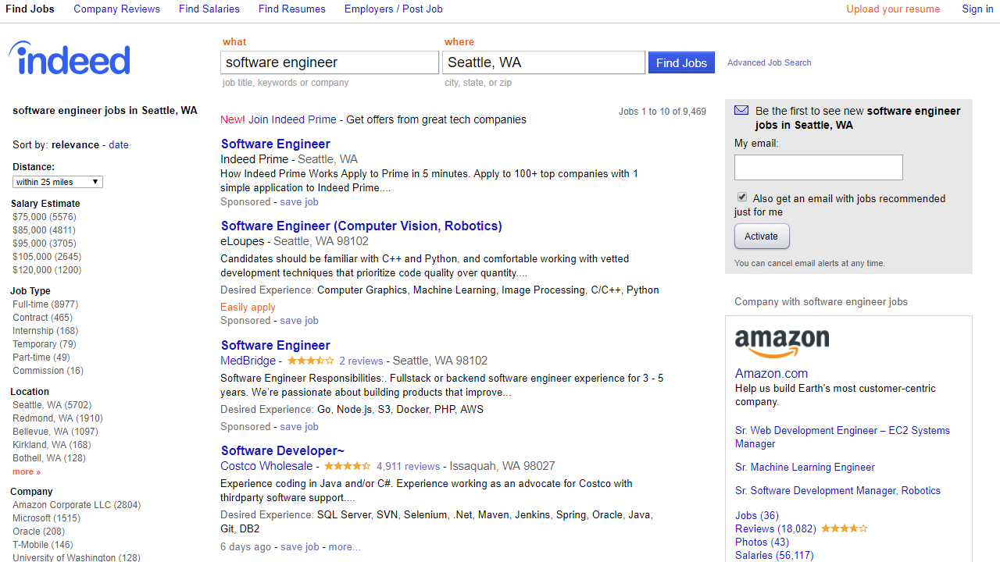 Find Jobs Company Reviews Find Salaries Find Resumes Employers / Post Job Upload your resume Sign in
indeed
what where
software engineer Seattle, WA Find Jobs Advanced Job Search
job title, keywords or company city, state, or zip
software engineer jobs in Seattle, WA
Sort by: relevance - date
Distance:
within 25 miles
Salary Estimate
$75,000 (5576)
$85,000 (4811)
$95,000 (3705)
$105,000 (2645)
$120,000 (1200)
Job Type
Full-time (8977)
Contract (465)
Internship (168)
Temporary (79)
Part-time (49)
Commission (16)
Location
Seattle, WA (5702)
Redmond, WA (1910)
Bellevue, WA (1097)
Kirkland, WA (168)
Bothell, WA (128)
more »
Company
Amazon Corporate LLC (2804)
Microsoft (1515)
Oracle (208)
T-Mobile (146)
University of Washington (128)
Jobs 1 to 10 of 9,469
New! Join Indeed Prime - Get offers from great tech companies
Software Engineer
Indeed Prime - Seattle, WA
How Indeed Prime Works Apply to Prime in 5 minutes. Apply to 100+ top companies with 1
simple application to Indeed Prime....
Sponsored - save job
Software Engineer (Computer Vision, Robotics)
eLoupes - Seattle, WA 98102
Candidates should be familiar with C++ and Python, and comfortable working with vetted
development techniques that prioritize code quality over quantity....
Desired Experience: Computer Graphics, Machine Learning, Image Processing, C/C++, Python
Easily apply
Sponsored - save job
Software Engineer
MedBridge - 2 reviews - Seattle, WA 98102
Software Engineer Responsibilities:. Fullstack or backend software engineer experience for 3 - 5
years. We're passionate about building products that improve...
Desired Experience: Go, Node.js, S3, Docker, PHP, AWS
Sponsored - save job
Software Developer~
Costco Wholesale - 4,911 reviews - Issaquah, WA 98027
Experience coding in Java and/or C#. Experience working as an advocate for Costco with
thirdparty software support....
Desired Experience: SQL Server, SVN, Selenium, .Net, Maven, Jenkins, Spring, Oracle, Java,
Git, DB2
6 days ago - save job - more...
Be the first to see new software engineer
jobs in Seattle, WA
My email:
Also get an email with jobs recommended
just for me
Activate
You can cancel email alerts at any time.
Company with software engineer jobs
amazon
Amazon.com
Help us build Earth's most customer-centric
company.
Sr. Web Development Engineer – EC2 Systems
Manager
Sr. Machine Learning Engineer
Sr. Software Development Manager, Robotics
Jobs (36)
Reviews (18,082)
Photos (43)
Salaries (56,117)